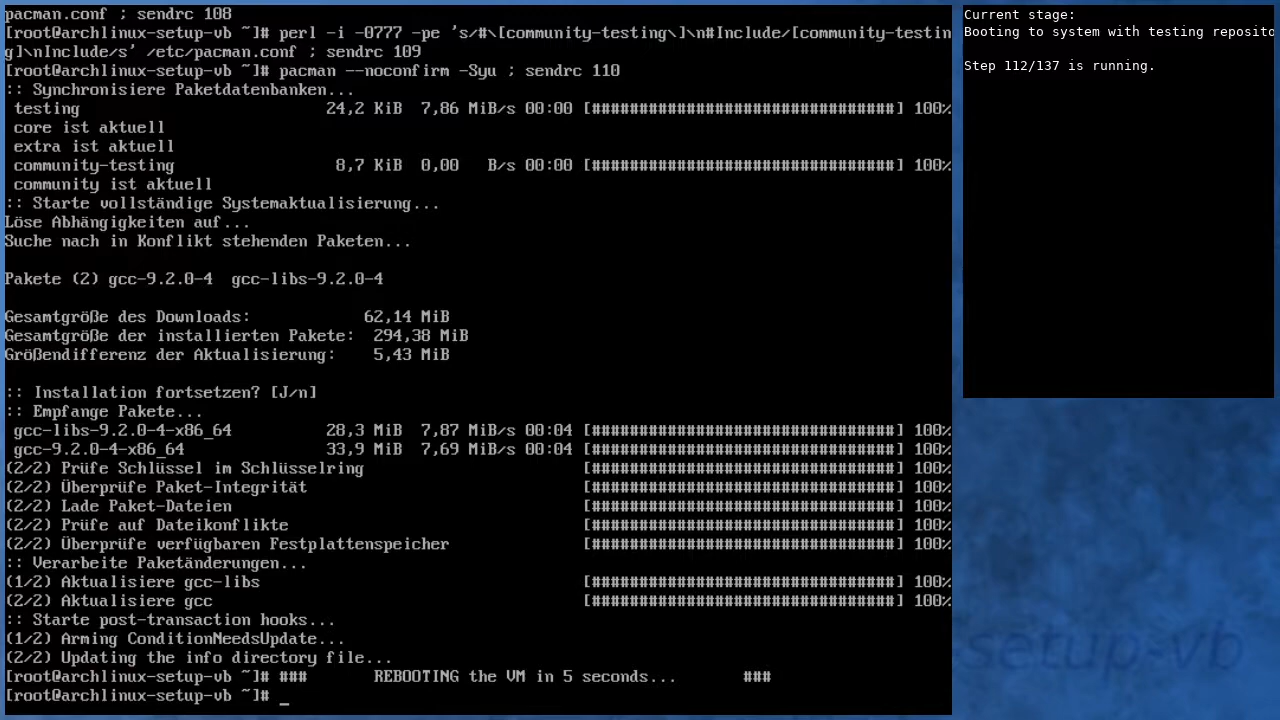 pacman.conf ; sendrc 108
[root@archlinux-setup-vb ~]# perl -i -0777 -pe 's/#\[community-testing\]\n#Include/[community-testin
g]\nInclude/s' /etc/pacman.conf ; sendrc 109
[root@archlinux-setup-vb ~]# pacman --noconfirm -Syu ; sendrc 110
:: Synchronisiere Paketdatenbanken...
 testing                          24,2 KiB  7,86 MiB/s 00:00 [################################] 100%
 core ist aktuell
 extra ist aktuell
 community-testing                 8,7 KiB  0,00   B/s 00:00 [################################] 100%
 community ist aktuell
:: Starte vollständige Systemaktualisierung...
Löse Abhängigkeiten auf...
Suche nach in Konflikt stehenden Paketen...

Pakete (2) gcc-9.2.0-4  gcc-libs-9.2.0-4

Gesamtgröße des Downloads:            62,14 MiB
Gesamtgröße der installierten Pakete:  294,38 MiB
Größendifferenz der Aktualisierung:    5,43 MiB

:: Installation fortsetzen? [J/n]
:: Empfange Pakete...
 gcc-libs-9.2.0-4-x86_64          28,3 MiB  7,87 MiB/s 00:04 [################################] 100%
 gcc-9.2.0-4-x86_64               33,9 MiB  7,69 MiB/s 00:04 [################################] 100%
(2/2) Prüfe Schlüssel im Schlüsselring                       [################################] 100%
(2/2) Überprüfe Paket-Integrität                             [################################] 100%
(2/2) Lade Paket-Dateien                                     [################################] 100%
(2/2) Prüfe auf Dateikonflikte                               [################################] 100%
(2/2) Überprüfe verfügbaren Festplattenspeicher              [################################] 100%
:: Verarbeite Paketänderungen...
(1/2) Aktualisiere gcc-libs                                  [################################] 100%
(2/2) Aktualisiere gcc                                       [################################] 100%
:: Starte post-transaction hooks...
(1/2) Arming ConditionNeedsUpdate...
(2/2) Updating the info directory file...
[root@archlinux-setup-vb ~]# ###       REBOOTING the VM in 5 seconds...       ###
[root@archlinux-setup-vb ~]# _
Current stage:
Booting to system with testing reposito
Step 112/137 is running.
setup-vb